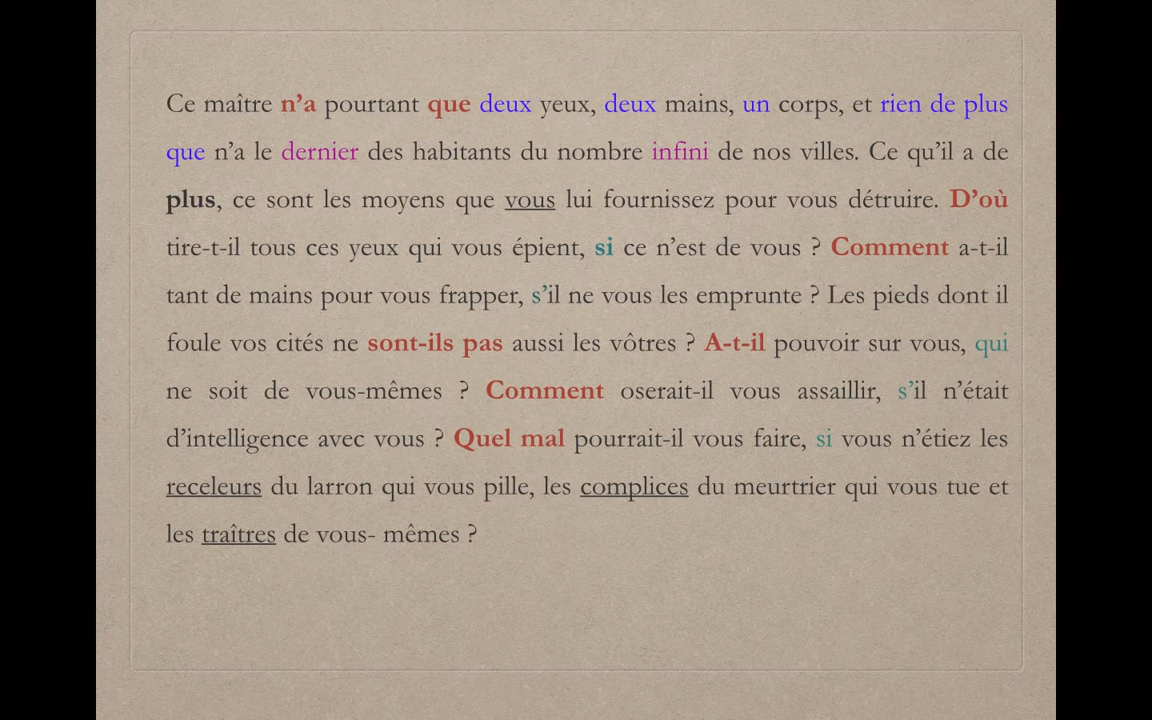 Ce maître n’a pourtant que deux yeux, deux mains, un corps, et rien de plus
que n’a le dernier des habitants du nombre infini de nos villes. Ce qu’il a de
plus, ce sont les moyens que vous lui fournissez pour vous détruire. D’où
tire-t-il tous ces yeux qui vous épient, si ce n’est de vous ? Comment a-t-il
tant de mains pour vous frapper, s’il ne vous les emprunte ? Les pieds dont il
foule vos cités ne sont-ils pas aussi les vôtres ? A-t-il pouvoir sur vous, qui
ne soit de vous-mêmes ? Comment oserait-il vous assaillir, s’il n’était
d’intelligence avec vous ? Quel mal pourrait-il vous faire, si vous n’étiez les
receleurs du larron qui vous pille, les complices du meurtrier qui vous tue et
les traîtres de vous- mêmes ?